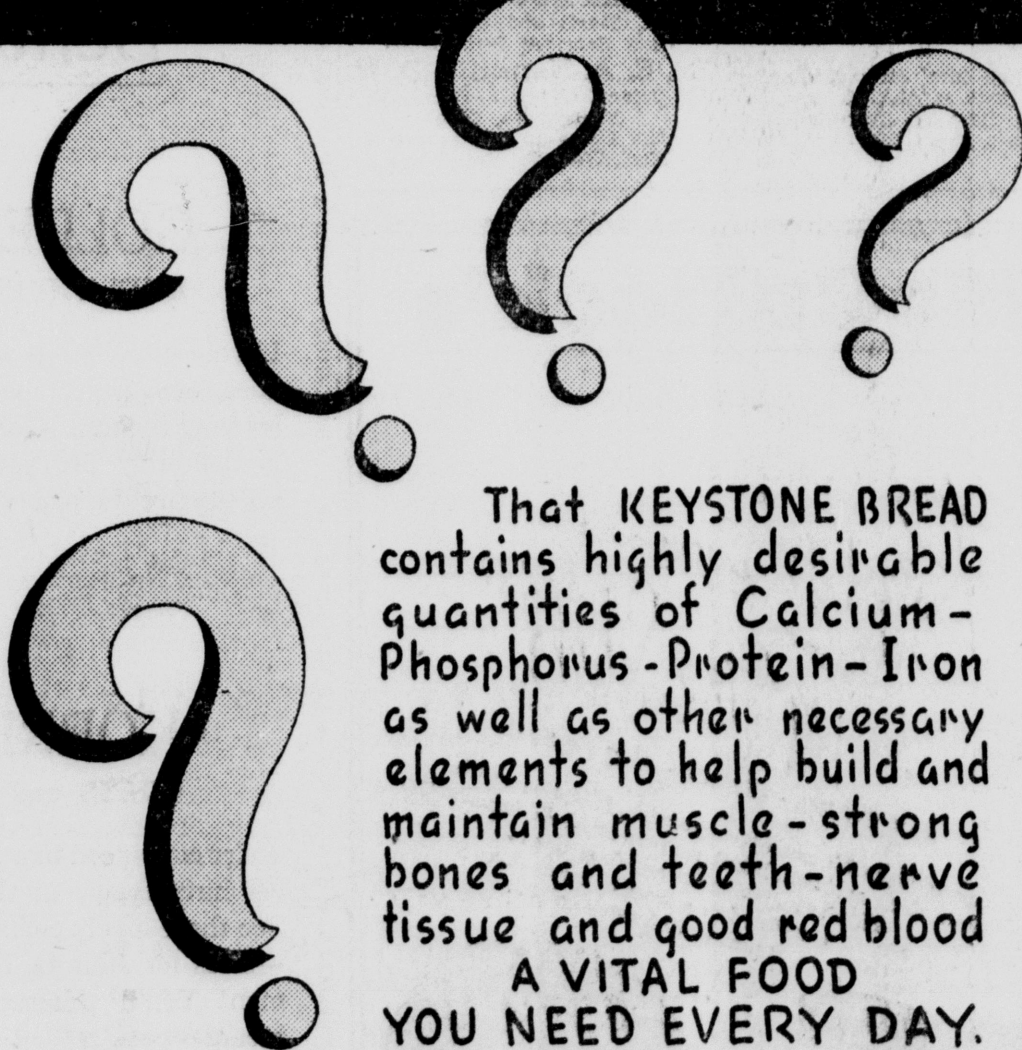 That KEYSTONE BREAD
contains highly desirable
quantities of Calcium -
Phosphorus - Protein - Iron
as well as other necessary
elements to help build and
maintain muscle - strong
bones and teeth - nerve
tissue and good red blood
A VITAL FOOD
YOU NEED EVERY DAY.